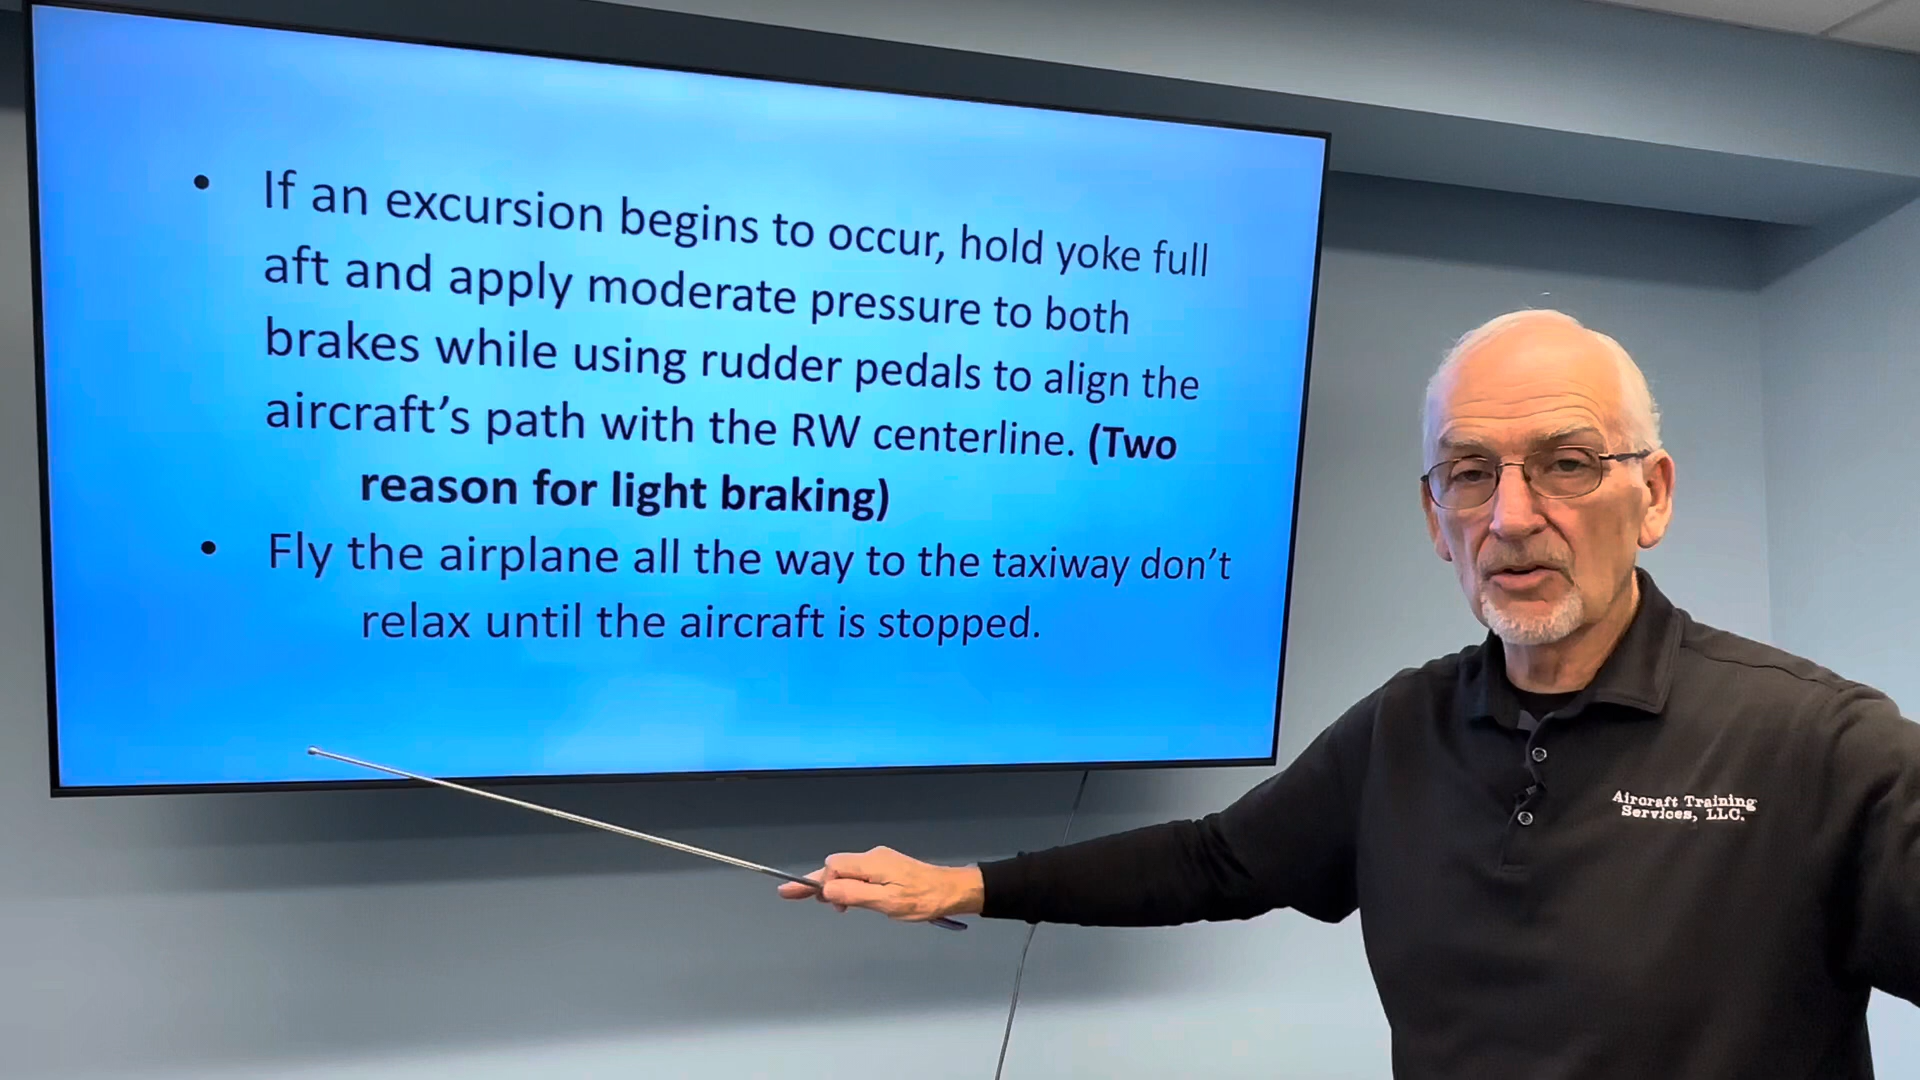 • If an excursion begins to occur, hold yoke full
aft and apply moderate pressure to both
brakes while using rudder pedals to align the
aircraft’s path with the RW centerline. (Two
reason for light braking)
• Fly the airplane all the way to the taxiway don’t
relax until the aircraft is stopped.
Aircraft Training
Services, LLC.